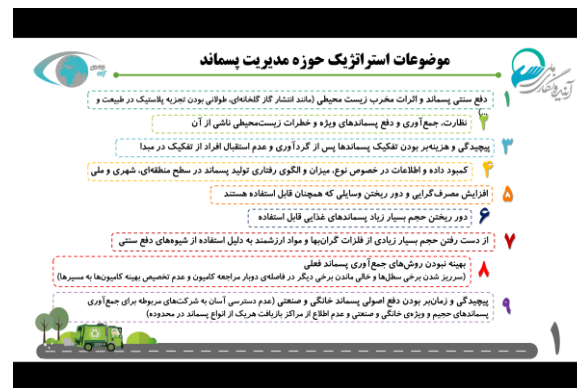 موضوعات استراتژیک حوزه مدیریت پسماند
۱ دفع سنتی پسماند و اثرات مخرب زیست محیطی (مانند انتشار گاز گلخانه‌ای، طولانی بودن تجزیه پلاستیک در طبیعت و
۲ نظارت، جمع‌آوری و دفع پسماندهای ویژه و خطرات زیست‌محیطی ناشی از آن
۳ پیچیدگی و هزینه‌بر بودن تفکیک پسماندها پس از گردآوری و عدم استقبال افراد از تفکیک در مبدا
۴ کمبود داده و اطلاعات در خصوص نوع، میزان و الگوی رفتاری تولید پسماند در سطح منطقه‌ای، شهری و ملی
۵ افزایش مصرف‌گرایی و دور ریختن وسایلی که همچنان قابل استفاده هستند
۶ دور ریختن حجم بسیار زیاد پسماندهای غذایی قابل استفاده
۷ از دست رفتن حجم بسیار زیادی از فلزات گران‌بها و مواد ارزشمند به دلیل استفاده از شیوه‌های دفع سنتی
۸ بهینه نبودن روش‌های جمع‌آوری پسماند فعلی
(سرریز شدن برخی سطل‌ها و خالی ماندن برخی دیگر در فاصله‌ی دوبار مراجعه کامیون و عدم تخصیص بهینه کامیون‌ها به مسیرها)
۹ پیچیدگی و زمان‌بر بودن دفع اصولی پسماند خانگی و صنعتی (عدم دسترسی آسان به شرکت‌های مربوطه برای جمع‌آوری
پسماندهای حجیم و ویژه‌ی خانگی و صنعتی و عدم اطلاع از مراکز بازیافت هریک از انواع پسماند در محدوده)
۱